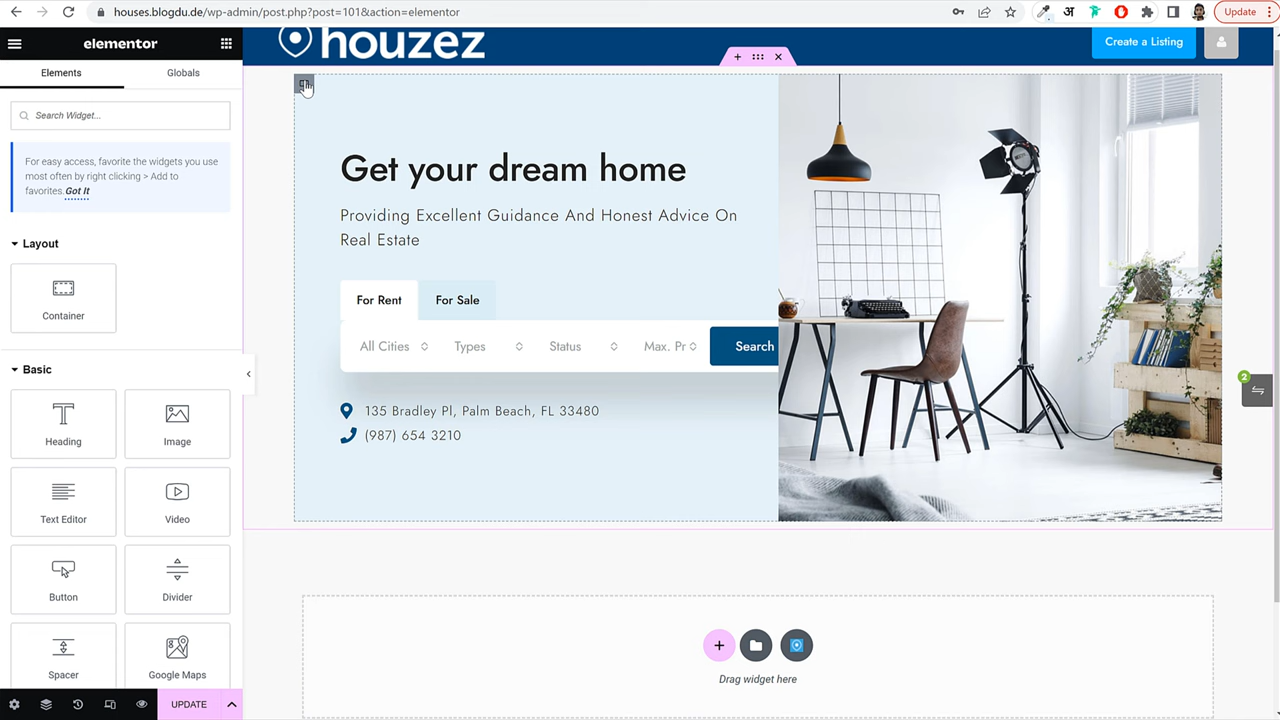 houses.blogdu.de/wp-admin/post.php?post=101&action=elementor
अ
Update
elementor
houzez
Create a Listing
Elements
Globals
Search Widget...
For easy access, favorite the widgets you use
most often by right clicking > Add to
favorites. Got It
Layout
Container
Basic
Heading
Image
Text Editor
Video
Button
Divider
Spacer
Google Maps
UPDATE
Get your dream home
Providing Excellent Guidance And Honest Advice On
Real Estate
For Rent
For Sale
All Cities
Types
Status
Max. Pr
Search
135 Bradley Pl, Palm Beach, FL 33480
(987) 654 3210
2
Drag widget here